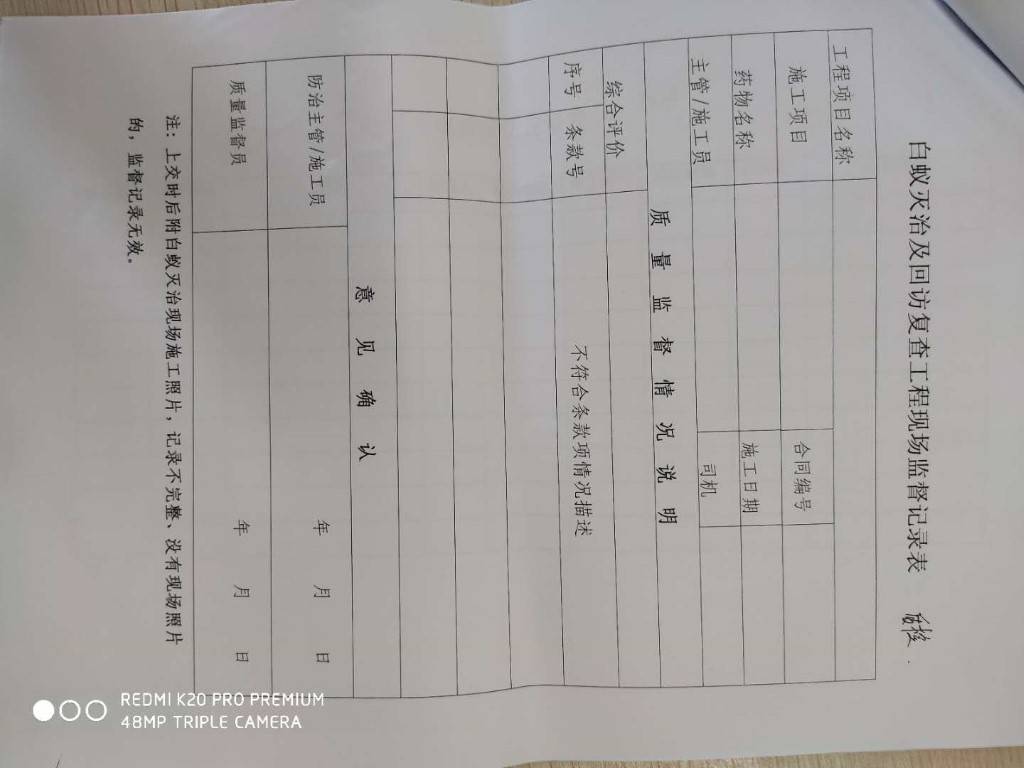 白蚁灭治及回访复查工程现场监督记录表
工程项目名称
施工项目 合同编号
药物名称 施工日期
主管/施工员 司机
质量监督情况说明
综合评价
序号 条款号 不符合条款项情况描述
意见确认
防治主管/施工员 年 月 日
质量监督员 年 月 日
注：上交时后附白蚁灭治现场施工照片，记录不完整、没有现场照片
的，监督记录无效。
REDMI K20 PRO PREMIUM
48MP TRIPLE CAMERA